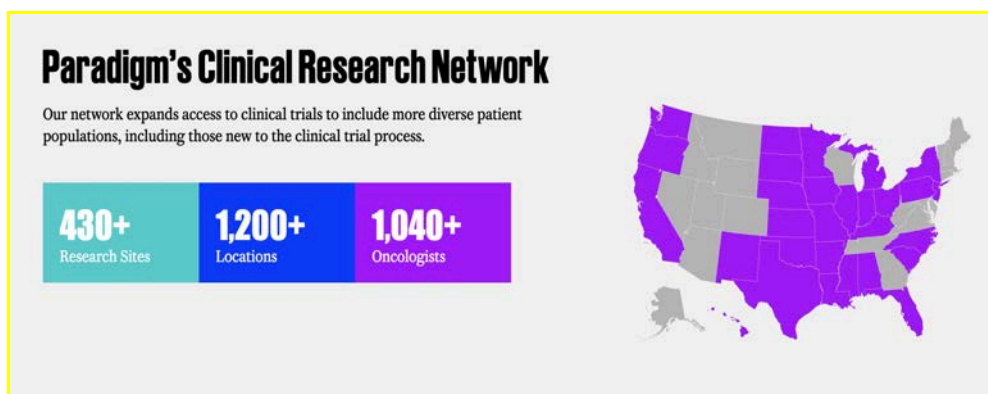 Paradigm's Clinical Research Network
Our network expands access to clinical trials to include more diverse patient
populations, including those new to the clinical trial process.
430+
Research Sites
1,200+
Locations
1,040+
Oncologists